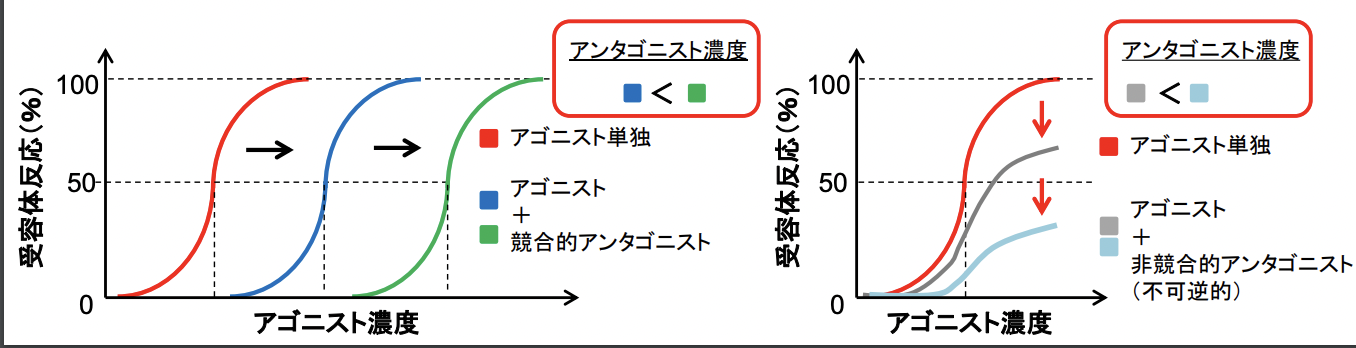 アンタゴニスト濃度
＜
100
50
0
受容体反応(%)
アゴニスト濃度
アゴニスト単独
アゴニスト
＋
競合的アンタゴニスト
アンタゴニスト濃度
＜
100
50
0
受容体反応(%)
アゴニスト濃度
アゴニスト単独
アゴニスト
＋
非競合的アンタゴニスト
（不可逆的）